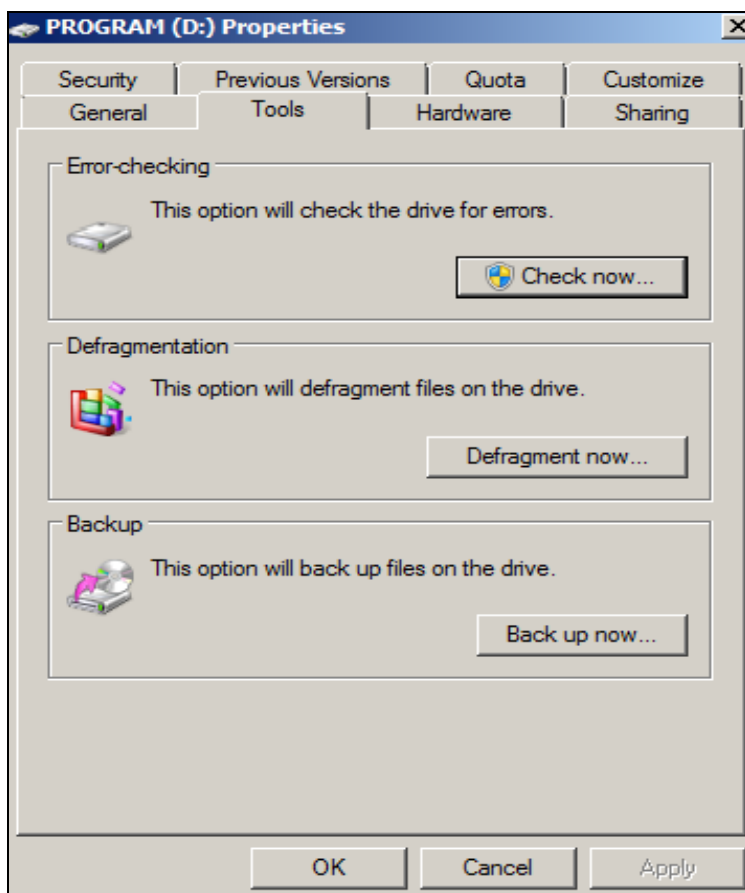 PROGRAM (D:) Properties
Security Previous Versions Quota Customize
General Tools Hardware Sharing
Error-checking
This option will check the drive for errors.
Check now...
Defragmentation
This option will defragment files on the drive.
Defragment now...
Backup
This option will back up files on the drive.
Back up now...
OK Cancel Apply